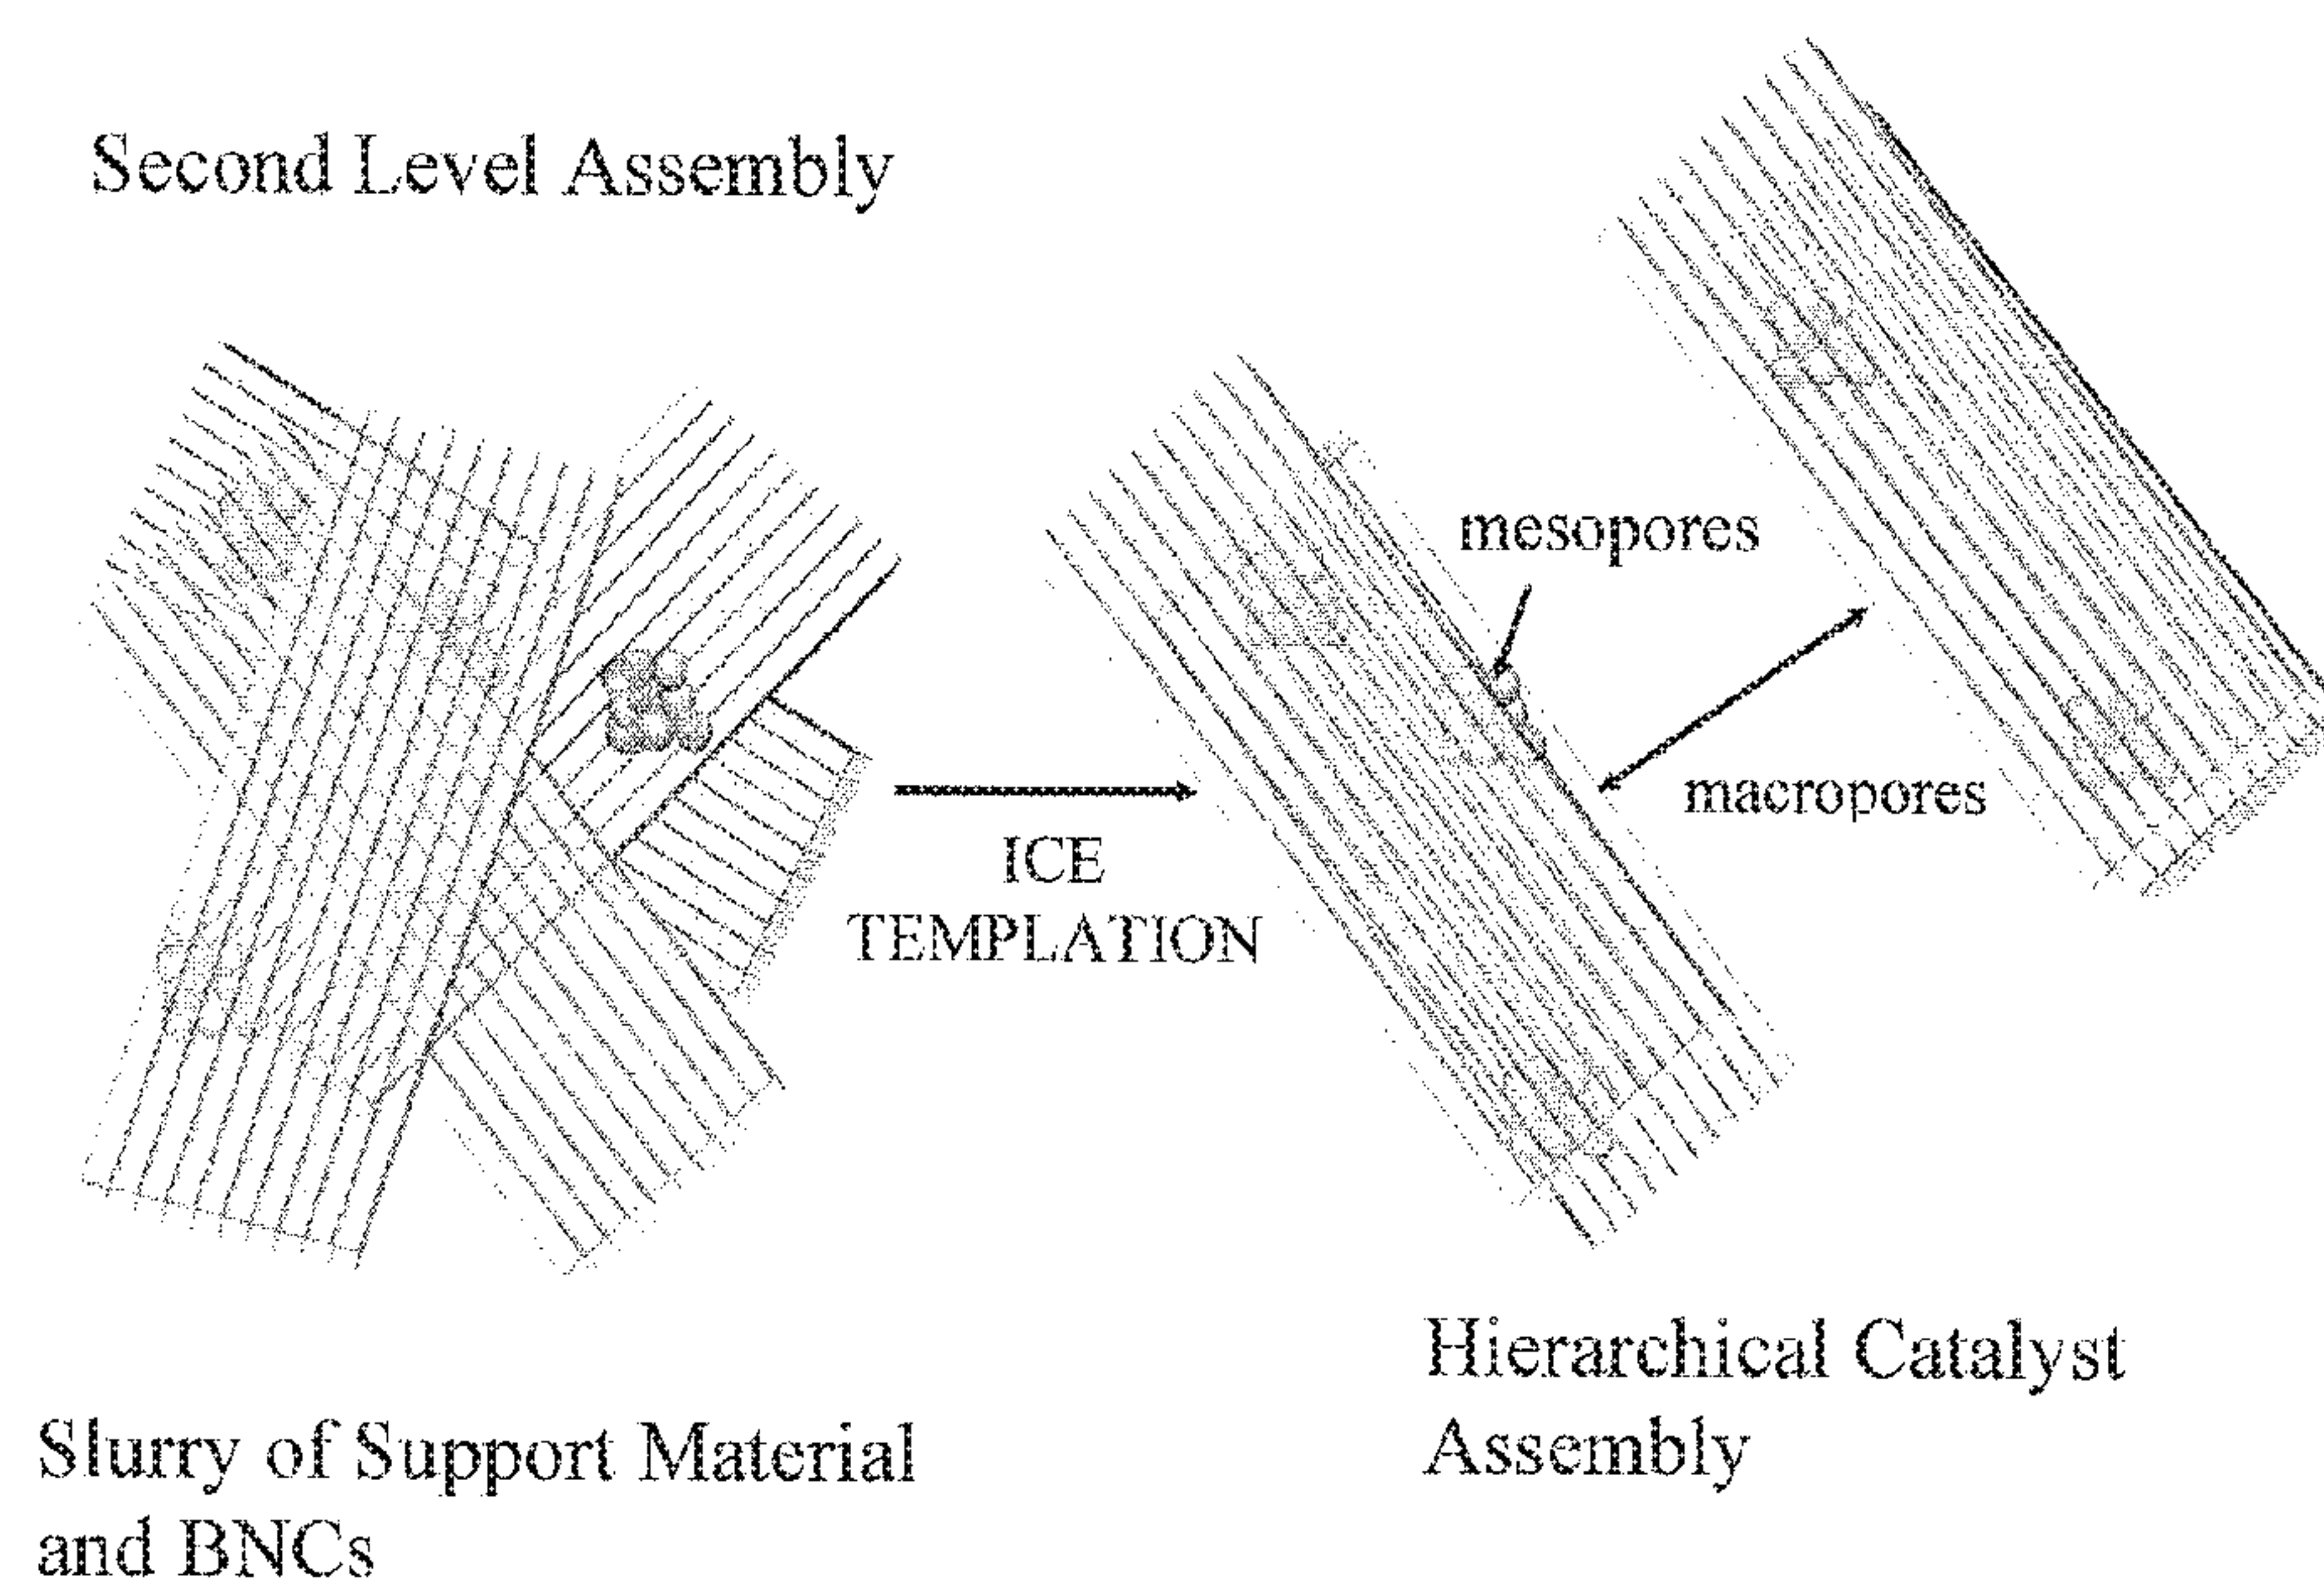 Second Level Assembly
mesopores
macropores
ICE
TEMPLATION
Hierarchical Catalyst
Assembly
Slurry of Support Material
and BNCs